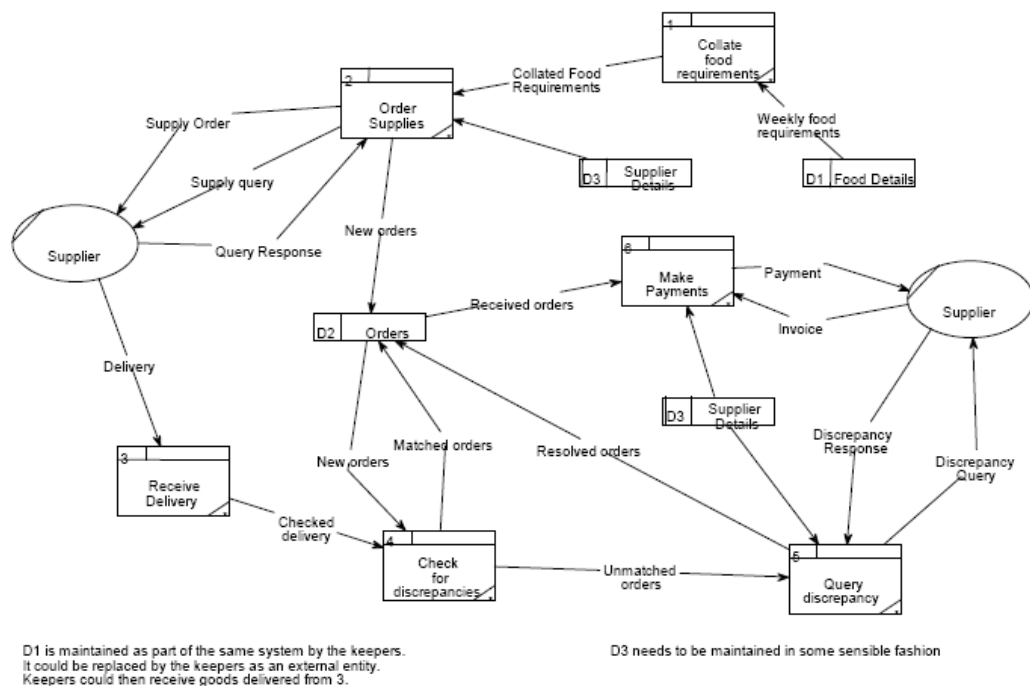 1
Collate
food
requirements
Collated Food
Requirements
2
Order
Supplies
Supply Order
Weekly food
requirements
Supply query
D3 Supplier
Details
D1 Food Details
Supplier
Query Response
New orders
6
Make
Payments
Payment
Supplier
Received orders
Invoice
D2 Orders
Delivery
D3 Supplier
Details
3
Receive
Delivery
New orders
Matched orders
Resolved orders
Discrepancy
Response
Discrepancy
Query
Checked
delivery
4
Check
for
discrepancies
Unmatched
orders
5
Query
discrepancy
D1 is maintained as part of the same system by the keepers.
It could be replaced by the keepers as an external entity.
Keepers could then receive goods delivered from 3.
D3 needs to be maintained in some sensible fashion